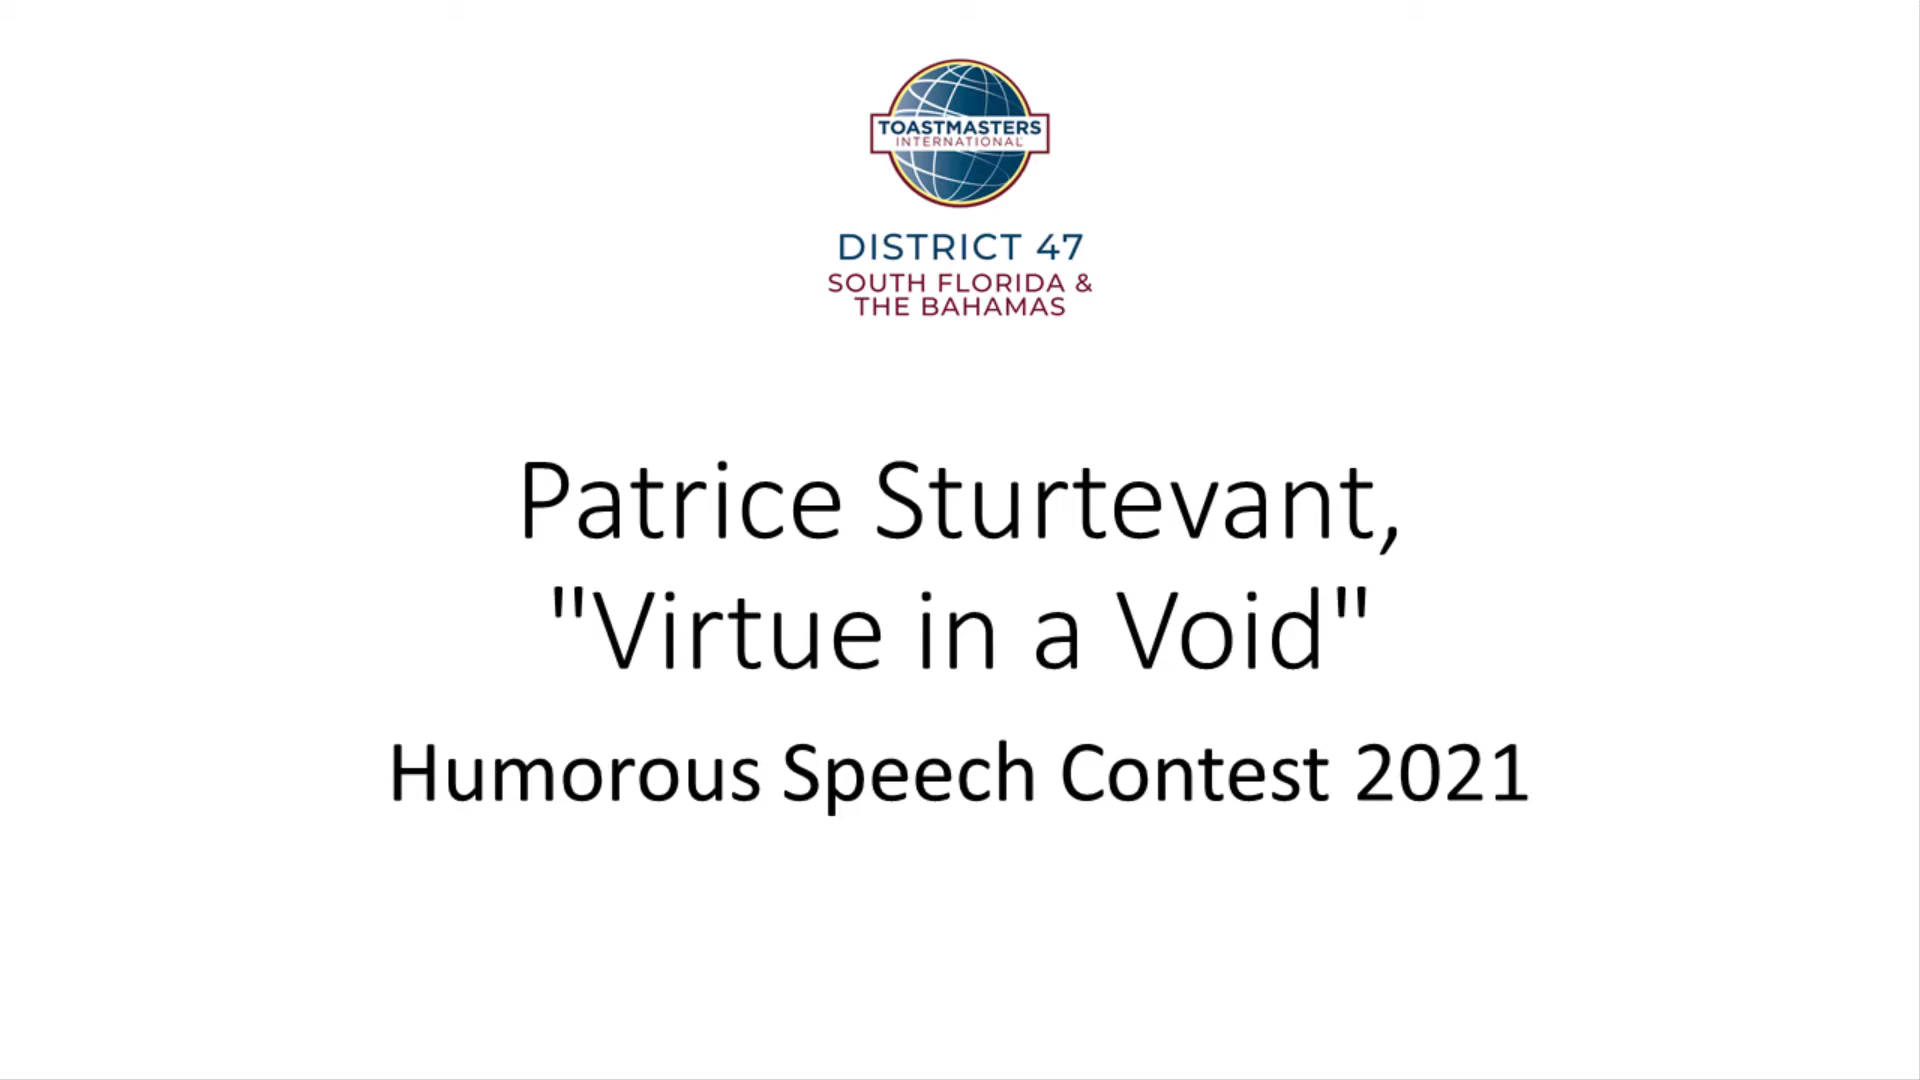 TOASTMASTERS
INTERNATIONAL
DISTRICT 47
SOUTH FLORIDA &
THE BAHAMAS
Patrice Sturtevant,
"Virtue in a Void"
Humorous Speech Contest 2021